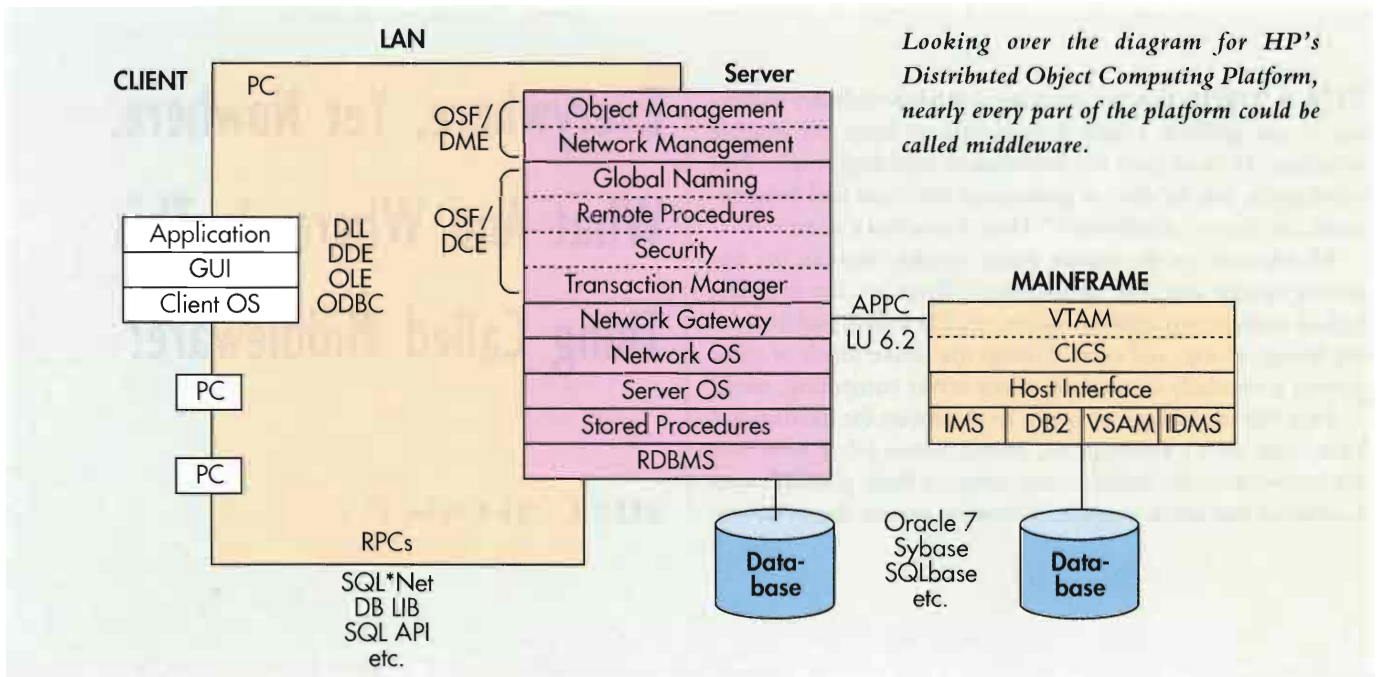 LAN
CLIENT
PC
Server
Looking over the diagram for HP's
Distributed Object Computing Platform,
nearly every part of the platform could be
called middleware.
OSF/
DME
Object Management
Network Management
OSF/
DCE
Global Naming
Remote Procedures
Security
Transaction Manager
Network Gateway
Network OS
Server OS
Stored Procedures
RDBMS
Application
GUI
Client OS
DLL
DDE
OLE
ODBC
PC
PC
RPCs
SQL*Net
DB LIB
SQL API
etc.
APPC
LU 6.2
MAINFRAME
VTAM
CICS
Host Interface
IMS DB2 VSAM IDMS
Data-
base
Oracle 7
Sybase
SQLbase
etc.
Data-
base